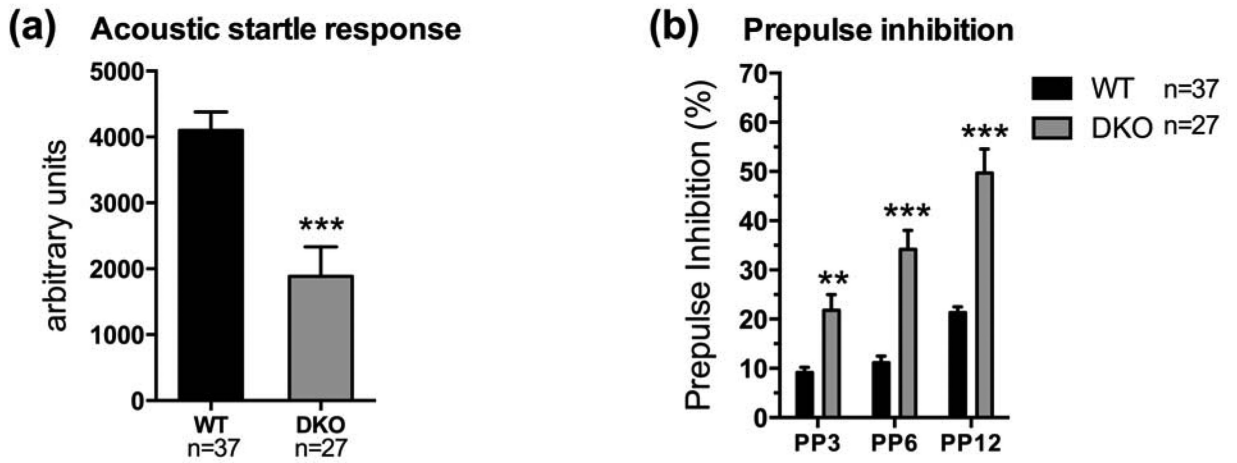 (a) Acoustic startle response
5000
4000
3000
2000
1000
0
arbitrary units
***
WT
n=37
DKO
n=27
(b) Prepulse inhibition
70
60
50
40
30
20
10
0
Prepulse Inhibition (%)
**
***
***
PP3 PP6 PP12
WT n=37
DKO n=27